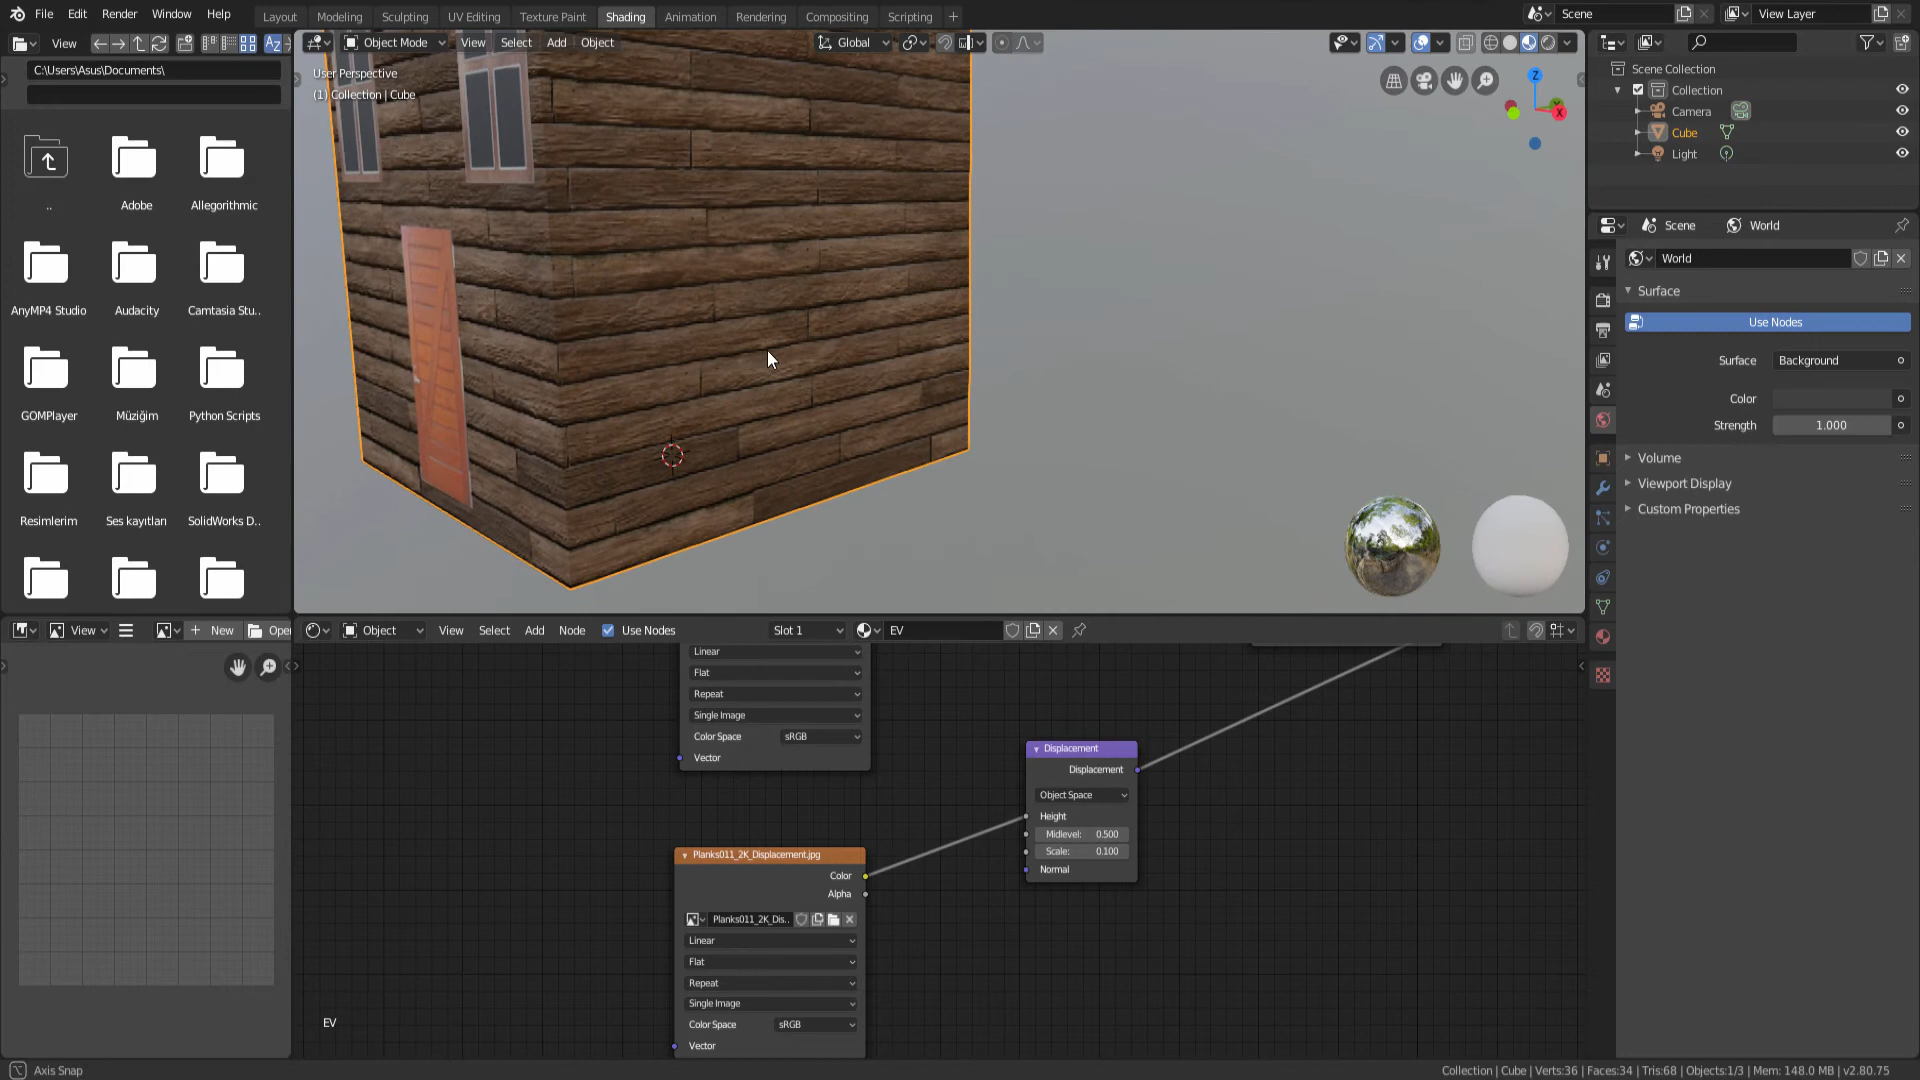 File Edit Render Window Help
Layout Modeling Sculpting UV Editing Texture Paint Shading Animation Rendering Compositing Scripting +
Scene
View Layer
View
C:\Users\Asus\Documents\
Object Mode View Select Add Object
Global
User Perspective
(1) Collection | Cube
Z
X
..
Adobe
Allegorithmic
AnyMP4 Studio
Audacity
Camtasia Stu..
GOMPlayer
Müziğim
Python Scripts
Resimlerim
Ses kayıtları
SolidWorks D..
Scene Collection
Collection
Camera
Cube
Light
Scene World
World
Surface
Use Nodes
Surface Background
Color
Strength 1.000
Volume
Viewport Display
Custom Properties
View
New
Open
Object View Select Add Node Use Nodes Slot 1 EV
Linear
Flat
Repeat
Single Image
Color Space sRGB
Vector
Displacement
Displacement
Object Space
Height
Midlevel: 0.500
Scale: 0.100
Normal
Planks011_2K_Displacement.jpg
Color
Alpha
Planks011_2K_Dis..
Linear
Flat
Repeat
Single Image
Color Space sRGB
Vector
EV
Axis Snap
Collection | Cube | Verts:36 | Faces:34 | Tris:68 | Objects:1/3 | Mem: 148.0 MB | v2.80.75